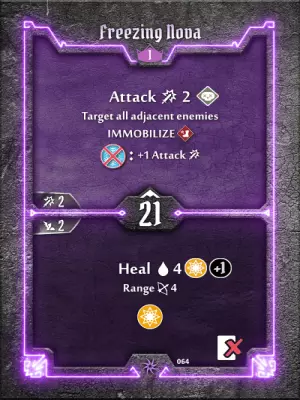 Freezing Nova
1
Attack 2
Target all adjacent enemies
IMMOBILIZE
: +1 Attack
2
21
2
Heal 4 +1
Range 4
064